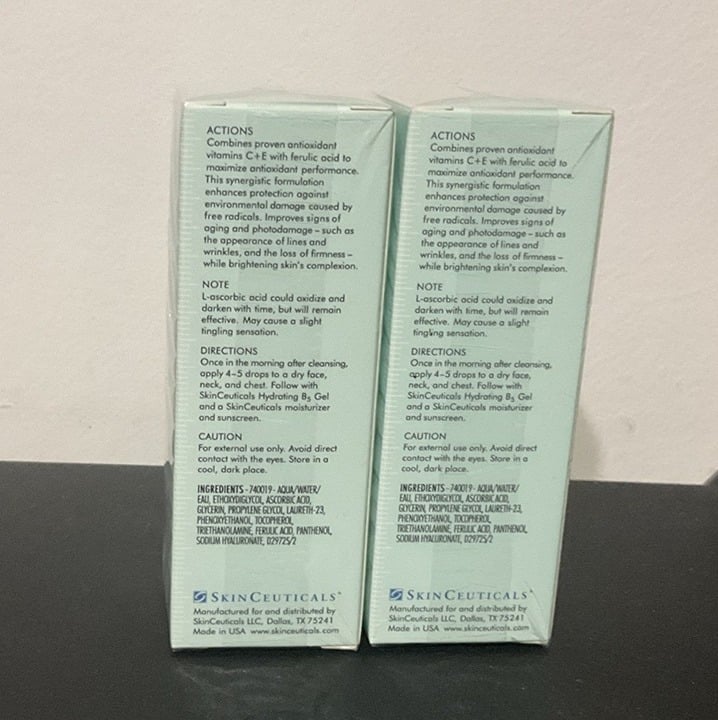 ACTIONS
Combines proven antioxidant
vitamins C+E with ferulic acid to
maximize antioxidant performance.
This synergistic formulation
enhances protection against
environmental damage caused by
free radicals. Improves signs of
aging and photodamage – such as
the appearance of lines and
wrinkles, and the loss of firmness –
while brightening skin's complexion.
NOTE
L-ascorbic acid could oxidize and
darken with time, but will remain
effective. May cause a slight
tingling sensation.
DIRECTIONS
Once in the morning after cleansing,
apply 4–5 drops to a dry face,
neck, and chest. Follow with
SkinCeuticals Hydrating B₅ Gel
and a SkinCeuticals moisturizer
and sunscreen.
CAUTION
For external use only. Avoid direct
contact with the eyes. Store in a
cool, dark place.
INGREDIENTS - 740019 - AQUA/WATER/
EAU, ETHOXYDIGLYCOL, ASCORBIC ACID,
GLYCERIN, PROPYLENE GLYCOL, LAURETH-23,
PHENOXYETHANOL, TOCOPHEROL,
TRIETHANOLAMINE, FERULIC ACID, PANTHENOL,
SODIUM HYALURONATE, D29725/2
SKINCEUTICALS
Manufactured for and distributed by
SkinCeuticals LLC, Dallas, TX 75241
Made in USA www.skinceuticals.com
ACTIONS
Combines proven antioxidant
vitamins C+E with ferulic acid to
maximize antioxidant performance.
This synergistic formulation
enhances protection against
environmental damage caused by
free radicals. Improves signs of
aging and photodamage – such as
the appearance of lines and
wrinkles, and the loss of firmness –
while brightening skin's complexion.
NOTE
L-ascorbic acid could oxidize and
darken with time, but will remain
effective. May cause a slight
tingling sensation.
DIRECTIONS
Once in the morning after cleansing,
apply 4–5 drops to a dry face,
neck, and chest. Follow with
SkinCeuticals Hydrating B₅ Gel
and a SkinCeuticals moisturizer
and sunscreen.
CAUTION
For external use only. Avoid direct
contact with the eyes. Store in a
cool, dark place.
INGREDIENTS - 740019 - AQUA/WATER/
EAU, ETHOXYDIGLYCOL, ASCORBIC ACID,
GLYCERIN, PROPYLENE GLYCOL, LAURETH-23,
PHENOXYETHANOL, TOCOPHEROL,
TRIETHANOLAMINE, FERULIC ACID, PANTHENOL,
SODIUM HYALURONATE, D29725/2
SKINCEUTICALS
Manufactured for and distributed by
SkinCeuticals LLC, Dallas, TX 75241
Made in USA www.skinceuticals.com